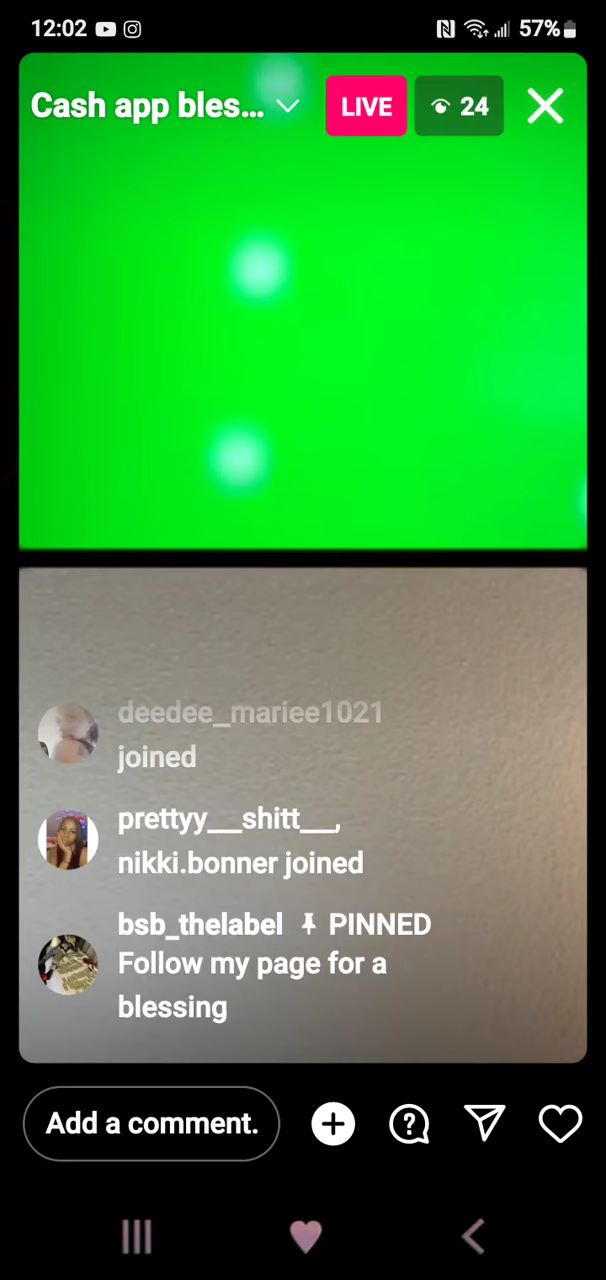 12:02 57%
Cash app bles... LIVE 24
deedee_mariee1021
joined
prettyy___shitt___,
nikki.bonner joined
bsb_thelabel PINNED
Follow my page for a
blessing
Add a comment.